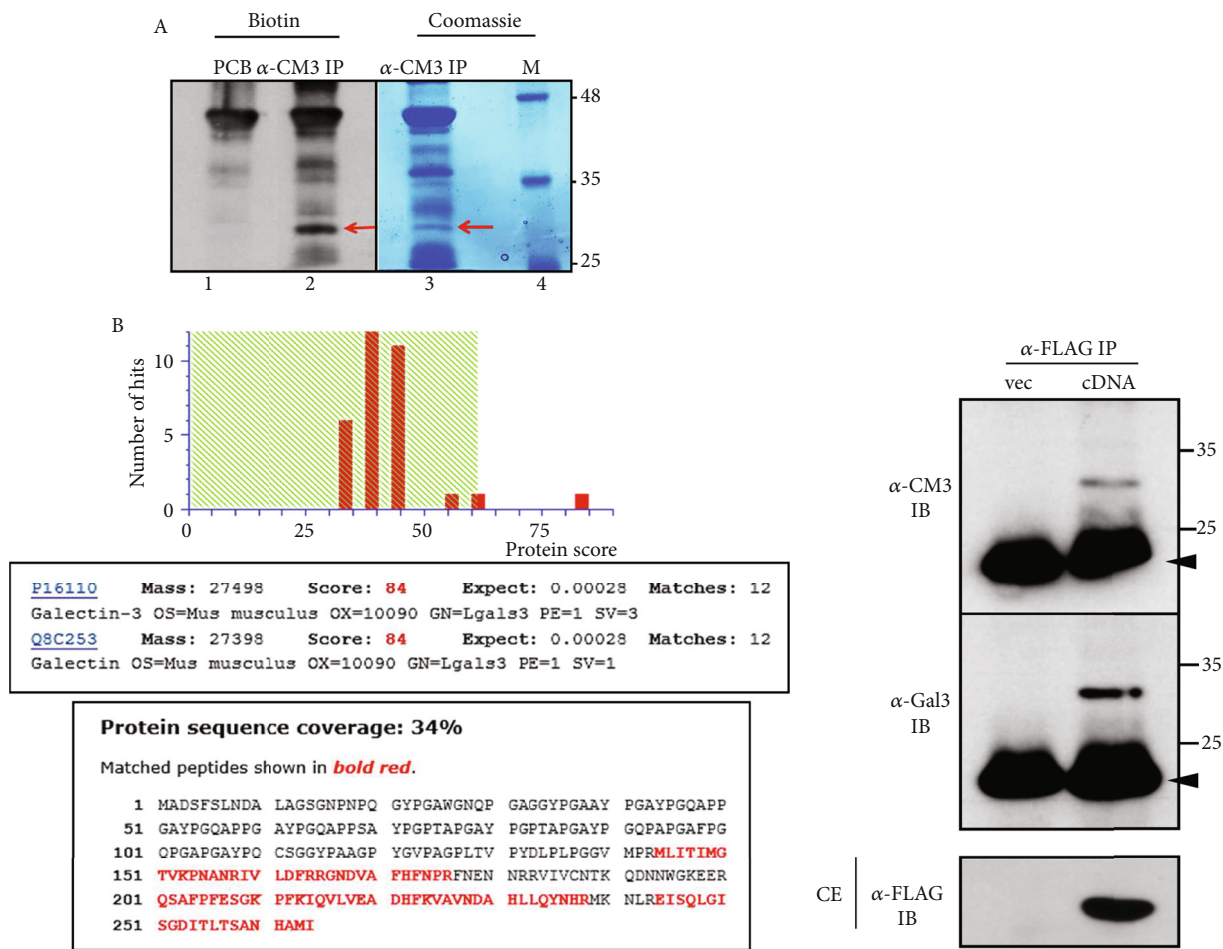 A
Biotin
Coomassie
PCB α-CM3 IP
α-CM3 IP
M
48
35
25
1 2 3 4
B
10
5
0
Number of hits
0 25 50 75
Protein score
P16110 Mass: 27498 Score: 84 Expect: 0.00028 Matches: 12
Galectin-3 OS=Mus musculus OX=10090 GN=Lgals3 PE=1 SV=3
Q8C253 Mass: 27398 Score: 84 Expect: 0.00028 Matches: 12
Galectin OS=Mus musculus OX=10090 GN=Lgals3 PE=1 SV=1
Protein sequence coverage: 34%
Matched peptides shown in bold red.
1 MADSFSLNDA LAGSGNPNPQ GYPGAWGNQP GAGGYPGAAY PGAYPGQAPP
51 GAYPGQAPPG AYPGQAPPSA YPGPTAPGAY PGPTAPGAYP GQPAPGAFPG
101 QPGAPGAYPQ CSGGYPAAGP YGVPAGPLTV PYDLPLPGGV MPRMLITIMG
151 TVKPNANRIV LDFRRGNDVA FHFNPRFNEN NRRVIVCNTK QDNNWGKEER
201 QSAFPFESGK PFKIQVLVEA DHFKVAVNDA HLLQYNHRMK NLREISQLGI
251 SGDITLTSAN HAMI
α-FLAG IP
vec cDNA
35
α-CM3
IB
25
35
α-Gal3
IB
25
CE
α-FLAG
IB